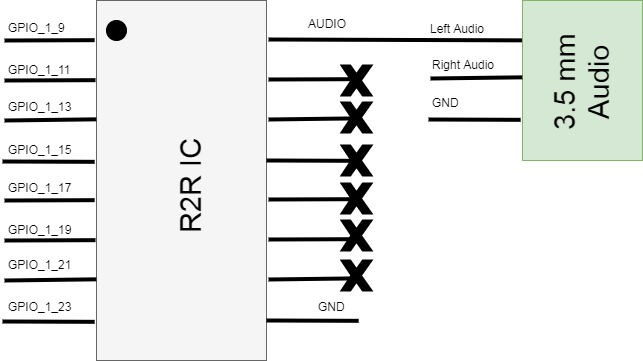 GPIO_1_9
GPIO_1_11
GPIO_1_13
GPIO_1_15
GPIO_1_17
GPIO_1_19
GPIO_1_21
GPIO_1_23
R2R IC
AUDIO
X
X
X
X
X
X
GND
Left Audio
Right Audio
GND
3.5 mm
Audio